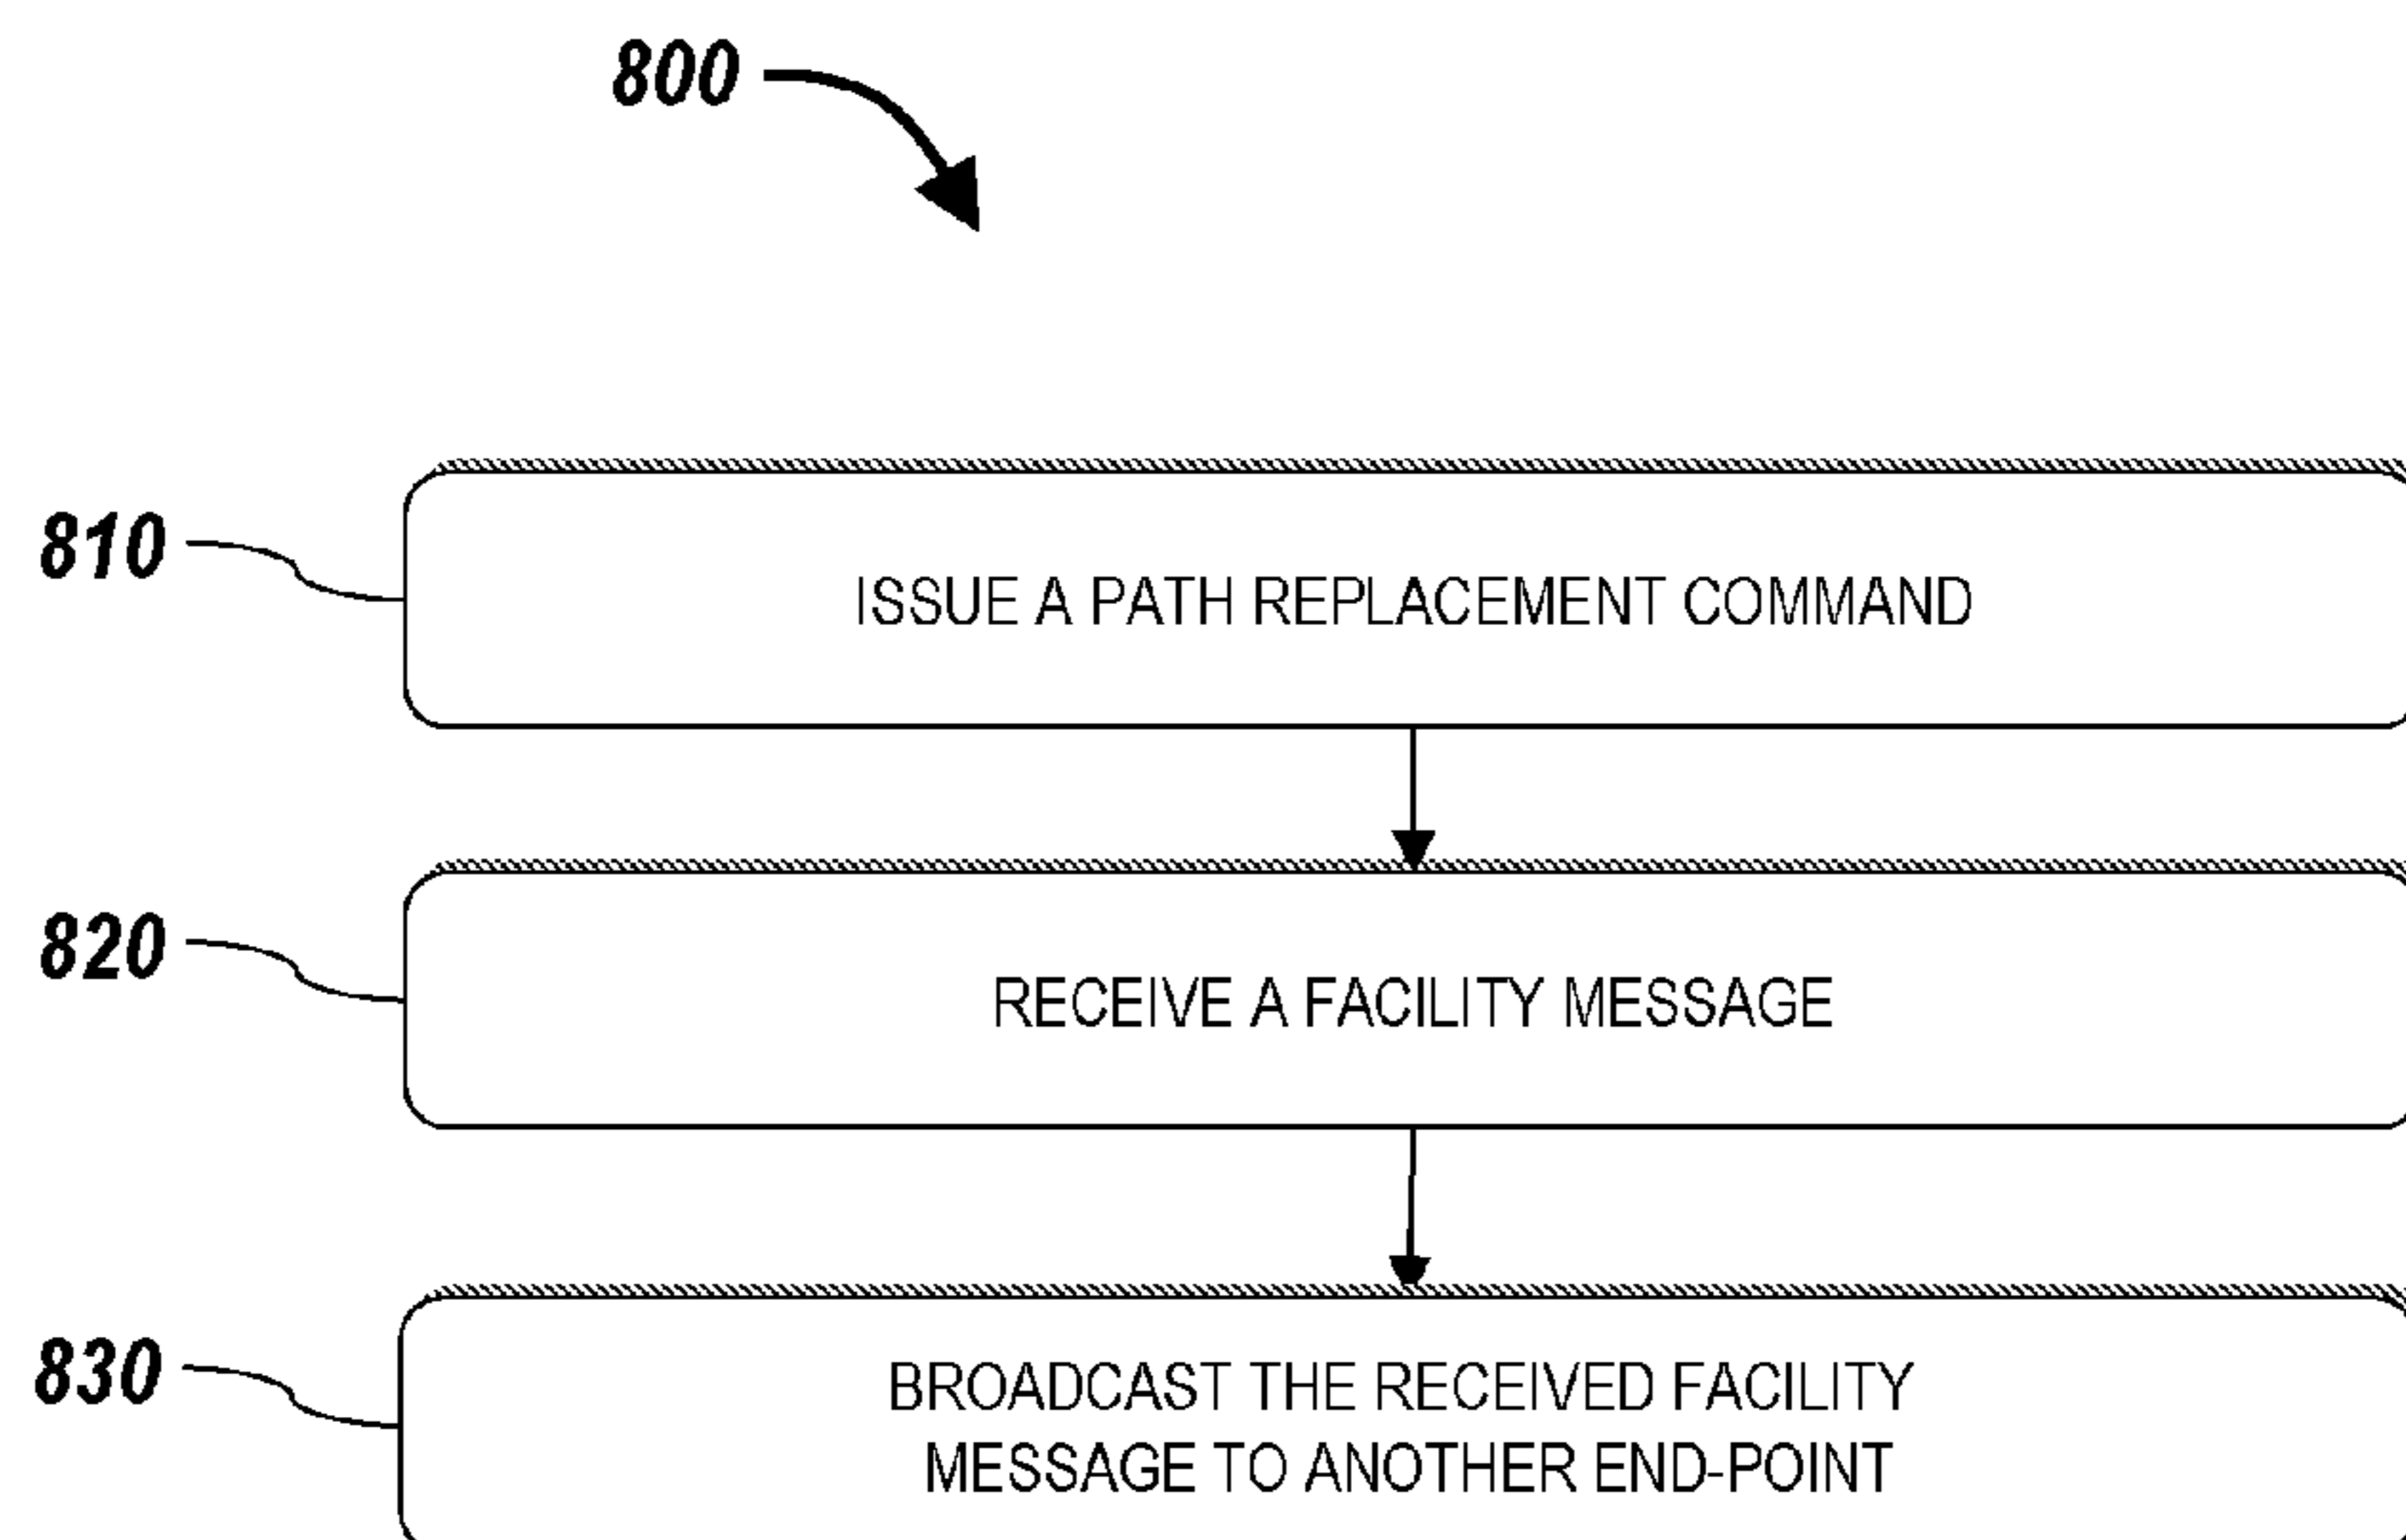 800
810
ISSUE A PATH REPLACEMENT COMMAND
820
RECEIVE A FACILITY MESSAGE
830
BROADCAST THE RECEIVED FACILITY
MESSAGE TO ANOTHER END-POINT